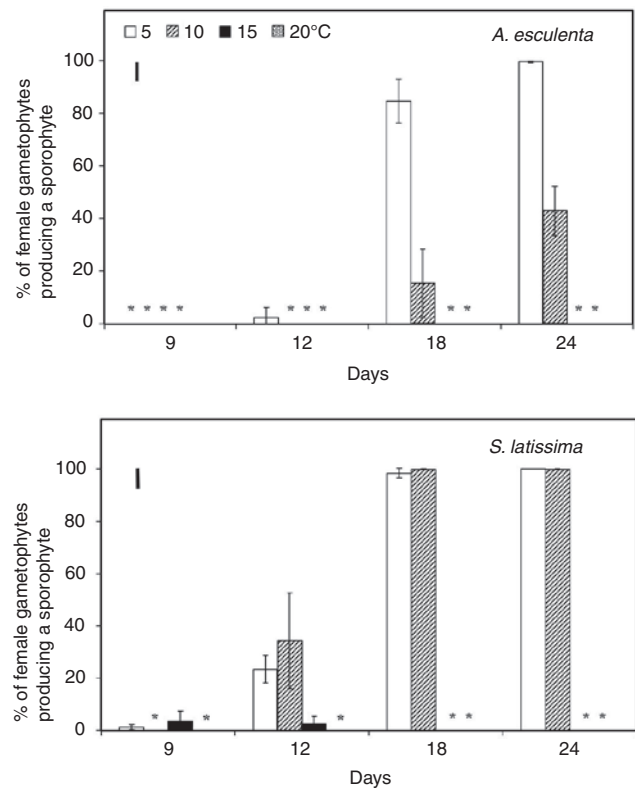 5 10 15 20°C
A. esculenta
% of female gametophytes
producing a sporophyte
100
80
60
40
20
0
* * * *
* * *
* *
* *
9 12 18 24
Days
S. latissima
% of female gametophytes
producing a sporophyte
100
80
60
40
20
0
* *
*
* *
* *
9 12 18 24
Days